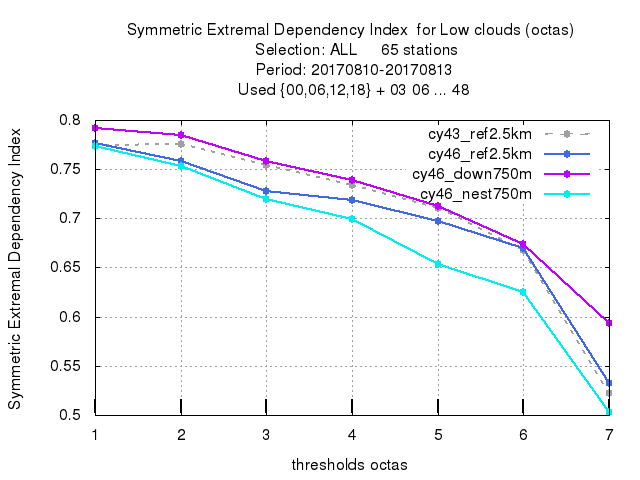 Symmetric Extremal Dependency Index  for Low clouds (octas)
Selection: ALL     65 stations
Period: 20170810-20170813
Used {00,06,12,18} + 03 06 ... 48
Symmetric Extremal Dependency Index
0.8
0.75
0.7
0.65
0.6
0.55
0.5
cy43_ref2.5km
cy46_ref2.5km
cy46_down750m
cy46_nest750m
1 2 3 4 5 6 7
thresholds octas